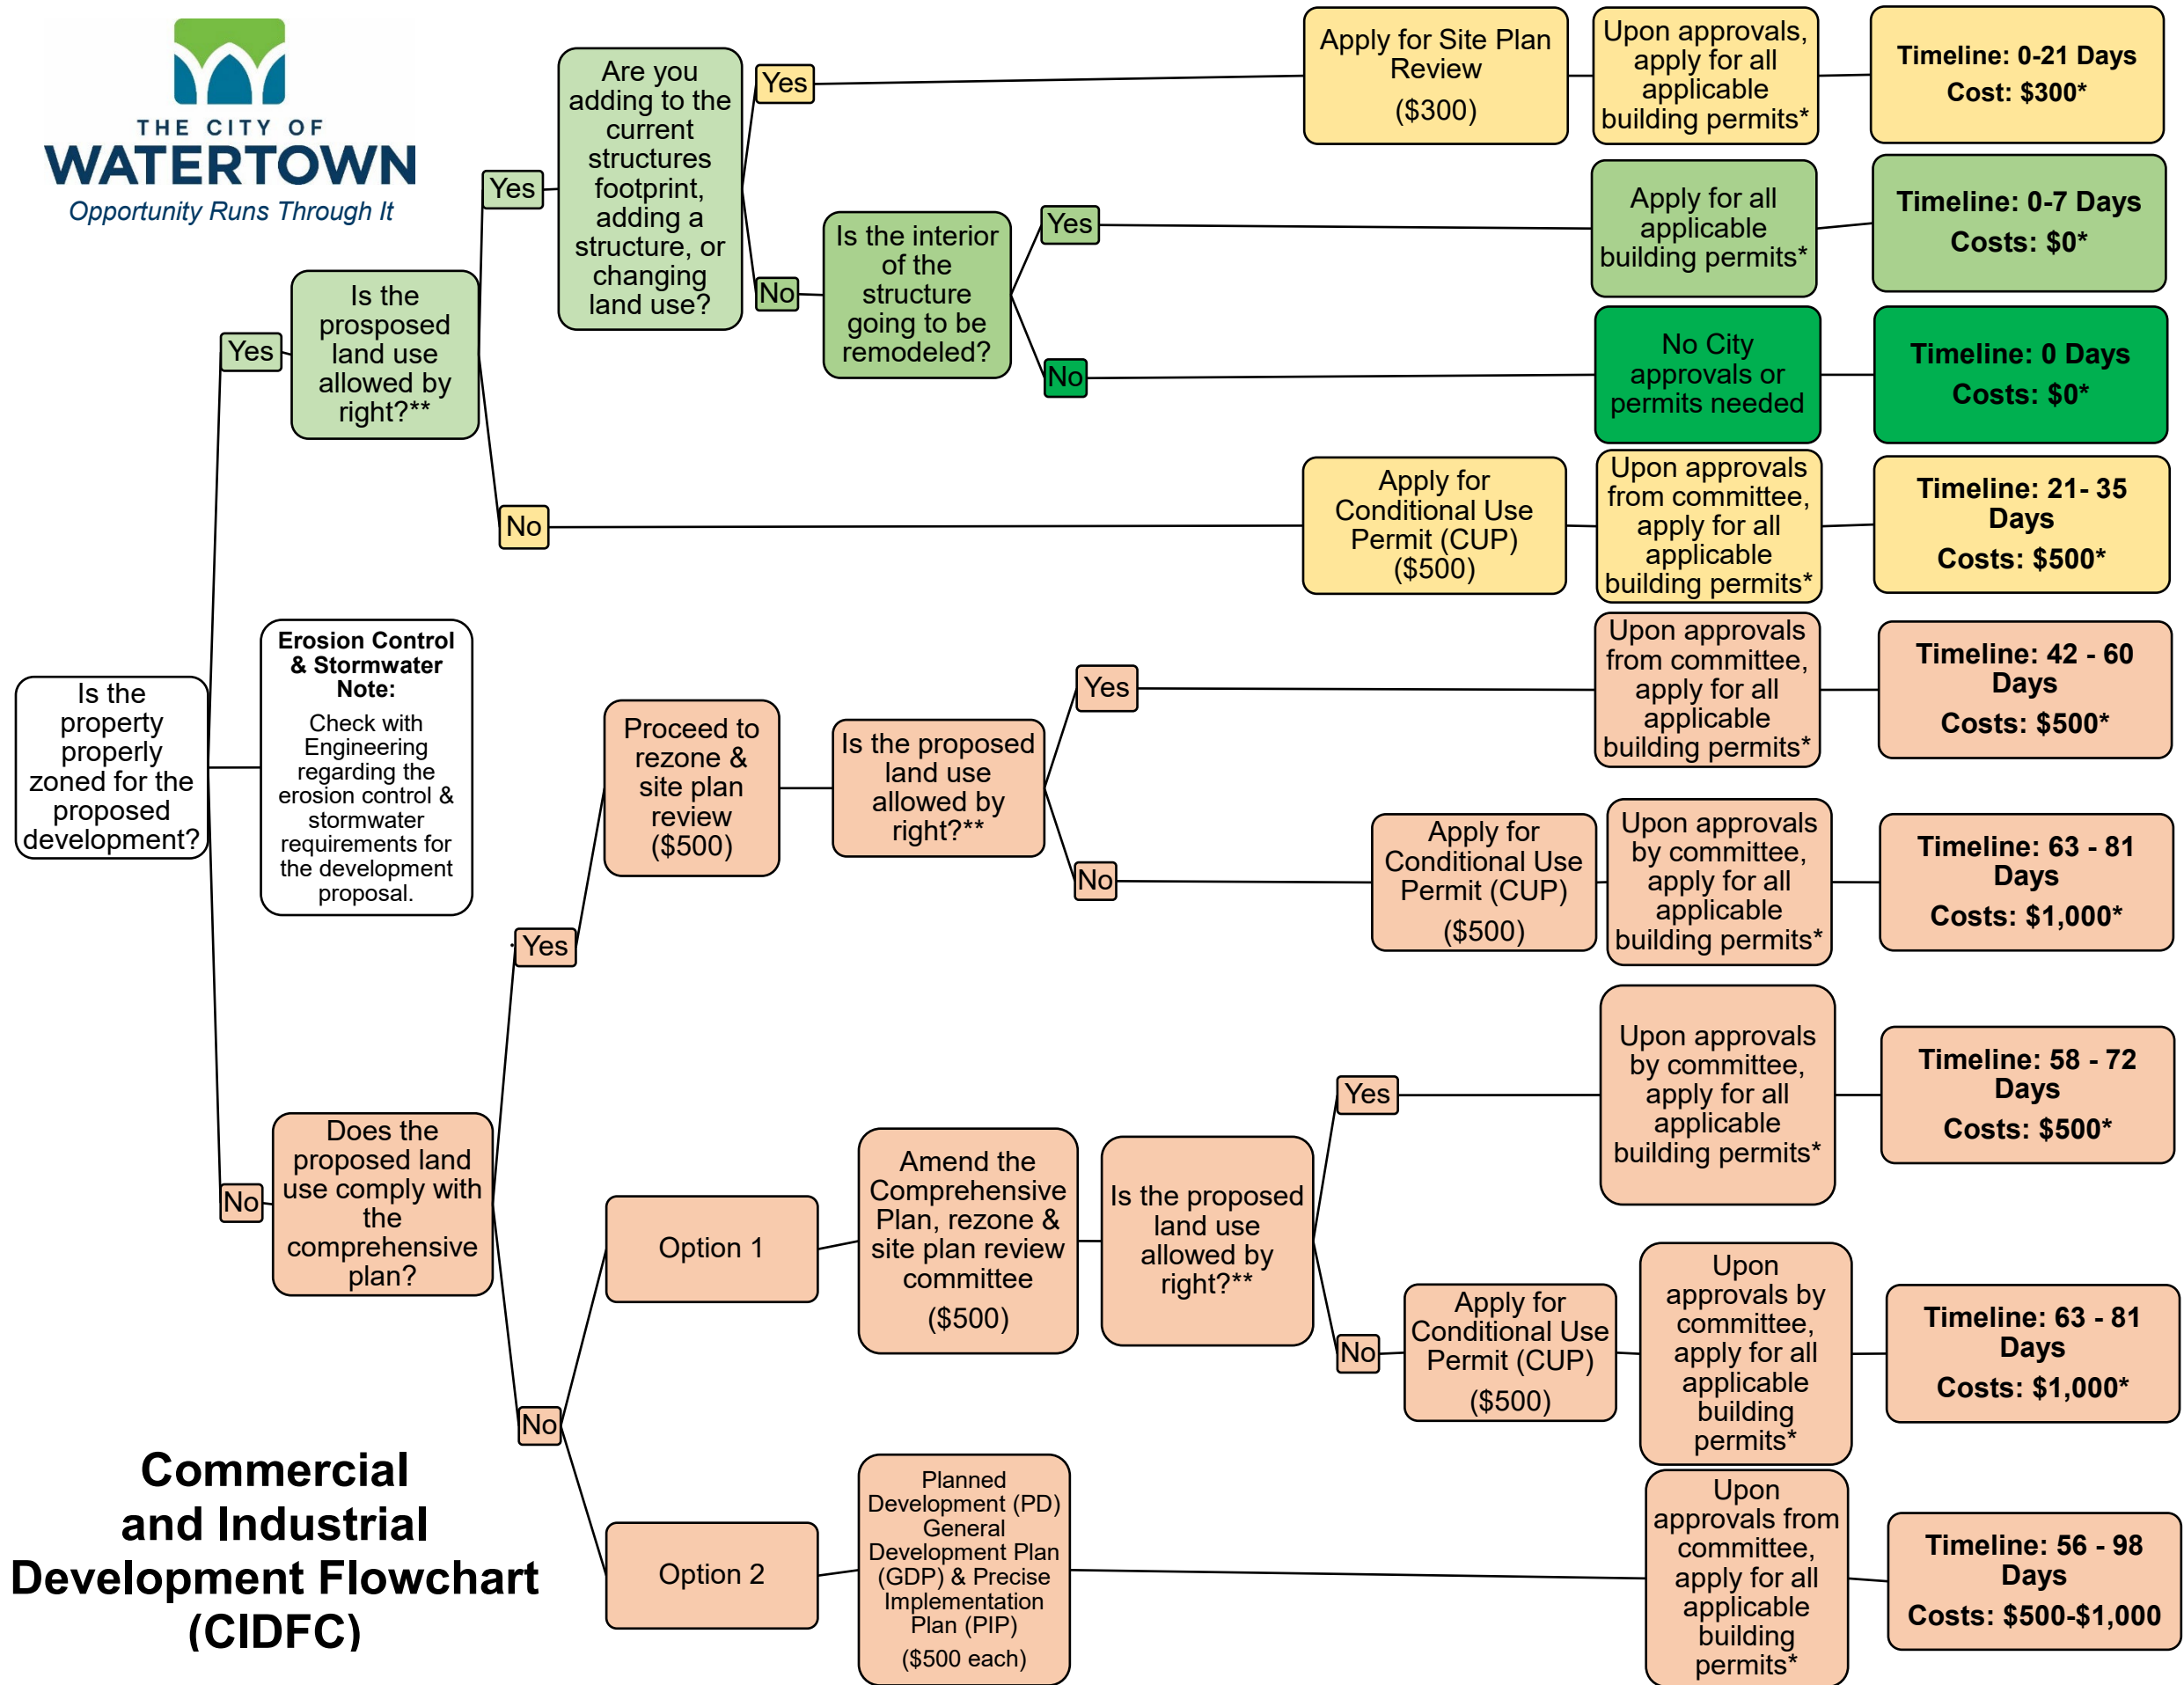 THE CITY OF
WATERTOWN
Opportunity Runs Through It
Is the
property
properly
zoned for the
proposed
development?
Erosion Control
& Stormwater
Note:
Check with
Engineering
regarding the
erosion control &
stormwater
requirements for
the development
proposal.
Yes
Is the
prosposed
land use
allowed by
right?**
Yes
Are you
adding to the
current
structures
footprint,
adding a
structure, or
changing
land use?
Yes
Apply for Site Plan
Review
($300)
Upon approvals,
apply for all
applicable
building permits*
Timeline: 0-21 Days
Cost: $300*
No
Is the interior
of the
structure
going to be
remodeled?
Yes
Apply for all
applicable
building permits*
Timeline: 0-7 Days
Costs: $0*
No
No City
approvals or
permits needed
Timeline: 0 Days
Costs: $0*
No
Apply for
Conditional Use
Permit (CUP)
($500)
Upon approvals
from committee,
apply for all
applicable
building permits*
Timeline: 21- 35
Days
Costs: $500*
No
Does the
proposed land
use comply with
the
comprehensive
plan?
Yes
Proceed to
rezone &
site plan
review
($500)
Is the proposed
land use
allowed by
right?**
Yes
Upon approvals
from committee,
apply for all
applicable
building permits*
Timeline: 42 - 60
Days
Costs: $500*
No
Apply for
Conditional Use
Permit (CUP)
($500)
Upon approvals
by committee,
apply for all
applicable
building permits*
Timeline: 63 - 81
Days
Costs: $1,000*
No
Option 1
Amend the
Comprehensive
Plan, rezone &
site plan review
committee
($500)
Is the proposed
land use
allowed by
right?**
Yes
Upon approvals
by committee,
apply for all
applicable
building permits*
Timeline: 58 - 72
Days
Costs: $500*
No
Apply for
Conditional Use
Permit (CUP)
($500)
Upon
approvals by
committee,
apply for all
applicable
building
permits*
Timeline: 63 - 81
Days
Costs: $1,000*
Option 2
Planned
Development (PD)
General
Development Plan
(GDP) & Precise
Implementation
Plan (PIP)
($500 each)
Upon
approvals from
committee,
apply for all
applicable
building
permits*
Timeline: 56 - 98
Days
Costs: $500-$1,000
Commercial
and Industrial
Development Flowchart
(CIDFC)